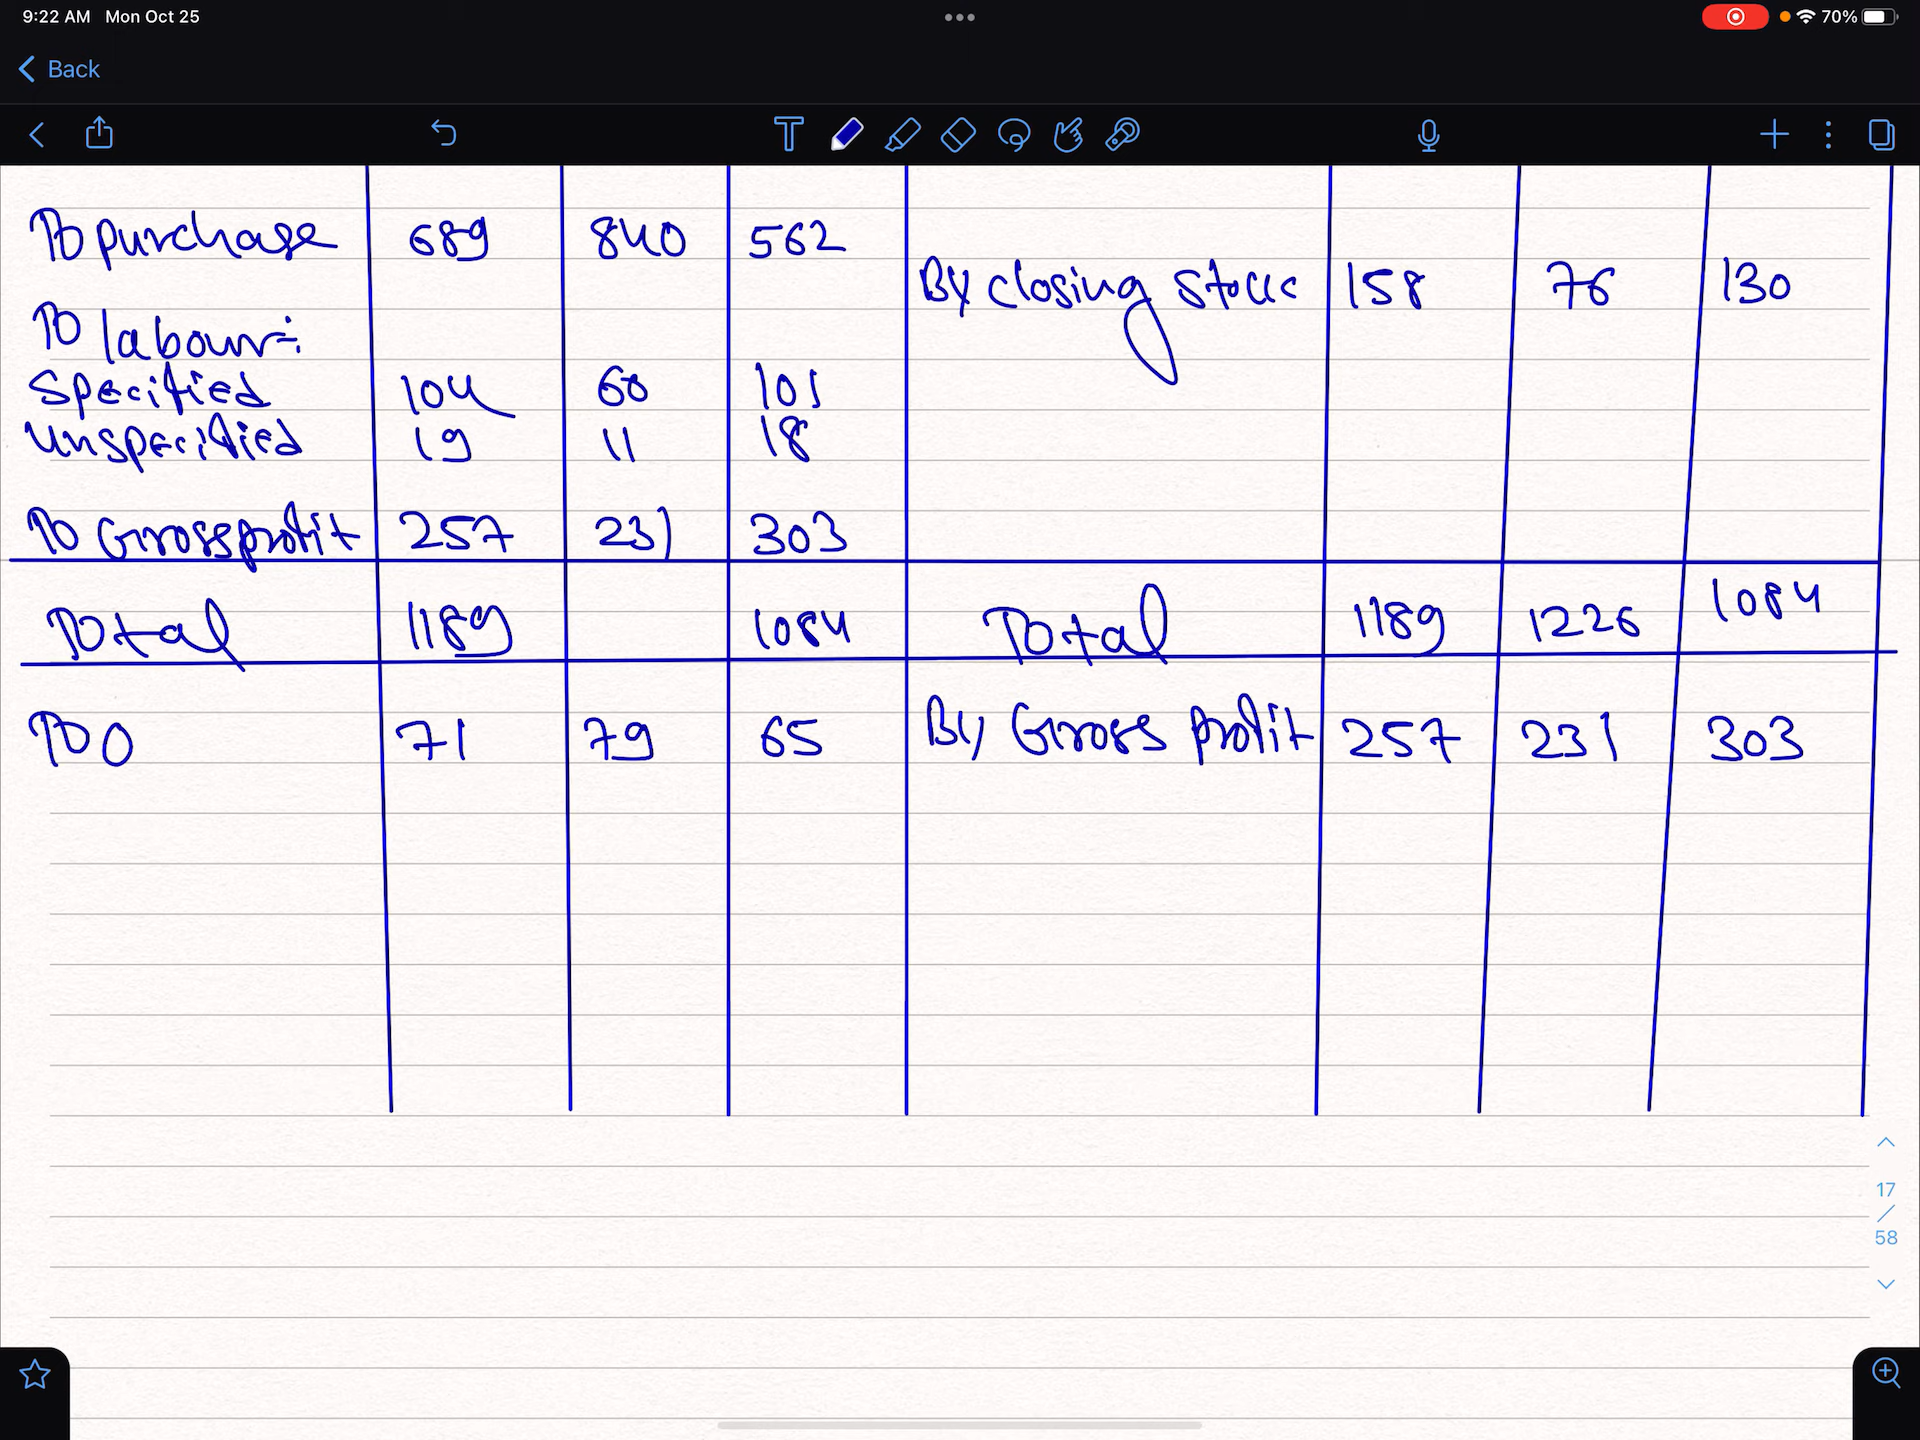 9:22 AM Mon Oct 25
70%
Back
To purchase 689 840 562
By closing stock 158 76 130
To labour:
Specified 104 60 101
Unspecified 19 11 18
To Gross profit 257 231 303
Total 1189 1084 Total 1189 1226 1084
To O 71 79 65 By Gross profit 257 231 303
17
/
58